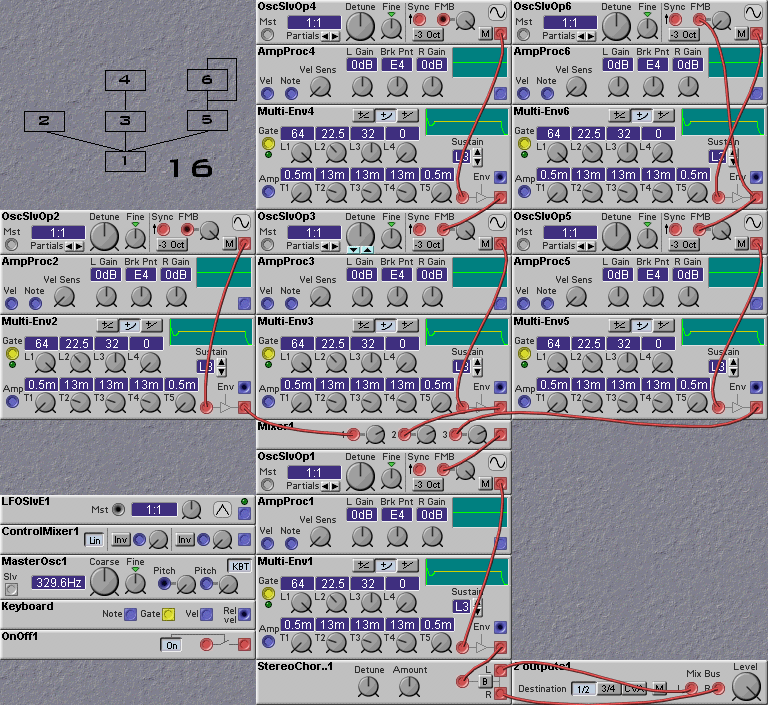 OscSlvOp4
Detune Fine Sync FMB
Mst 1:1
Partials -3 Oct M
OscSlvOp6
Detune Fine Sync FMB
Mst 1:1
Partials -3 Oct M
AmpProc4
L Gain Brk Pnt R Gain
0dB E4 0dB
Vel Sens
Vel Note
AmpProc6
L Gain Brk Pnt R Gain
0dB E4 0dB
Vel Sens
Vel Note
4 6
2 3 5
1
16
Multi-Env4
Gate 64 22.5 32 0
L1 L2 L3 L4
Sustain
L3
Amp 0.5m 13m 13m 13m 0.5m
Env
T1 T2 T3 T4 T5
Multi-Env6
Gate 64 22.5 32 0
L1 L2 L3 L4
Sustain
Amp 0.5m 13m 13m 13m 0.5m
Env
T1 T2 T3 T4 T5
OscSlvOp2
Detune Fine Sync FMB
Mst 1:1
Partials -3 Oct M
OscSlvOp3
Detune Fine Sync FMB
Mst 1:1
Partials -3 Oct M
OscSlvOp5
Detune Fine Sync FMB
Mst 1:1
Partials -3 Oct M
AmpProc2
L Gain Brk Pnt R Gain
0dB E4 0dB
Vel Sens
Vel Note
AmpProc3
L Gain Brk Pnt R Gain
0dB E4 0dB
Vel Sens
Vel Note
AmpProc5
L Gain Brk Pnt R Gain
0dB E4 0dB
Vel Sens
Vel Note
Multi-Env2
Gate 64 22.5 32 0
L1 L2 L3 L4
Sustain
L3
Amp 0.5m 13m 13m 13m 0.5m
Env
T1 T2 T3 T4 T5
Multi-Env3
Gate 64 22.5 32 0
L1 L2 L3 L4
Sustain
L3
Amp 0.5m 13m 13m 13m 0.5m
Env
T1 T2 T3 T4 T5
Multi-Env5
Gate 64 22.5 32 0
L1 L2 L3 L4
Sustain
L3
Amp 0.5m 13m 13m 13m 0.5m
Env
T1 T2 T3 T4 T5
Mixer1
1 2 3
OscSlvOp1
Detune Fine Sync FMB
Mst 1:1
Partials -3 Oct M
LFOSlvE1
Mst 1:1
AmpProc1
L Gain Brk Pnt R Gain
0dB E4 0dB
Vel Sens
Vel Note
ControlMixer1
Lin Inv Inv
MasterOsc1
Coarse Fine Pitch Pitch KBT
Slv 329.6Hz
Multi-Env1
Gate 64 22.5 32 0
L1 L2 L3 L4
Sustain
L3
Amp 0.5m 13m 13m 13m 0.5m
Env
T1 T2 T3 T4 T5
Keyboard
Note Gate Vel Rel vel
OnOff1
On
StereoChor..1
Detune Amount
L
B
R
2 outputs1
Destination 1/2 3/4 CVA M
Mix Bus
L R
Level